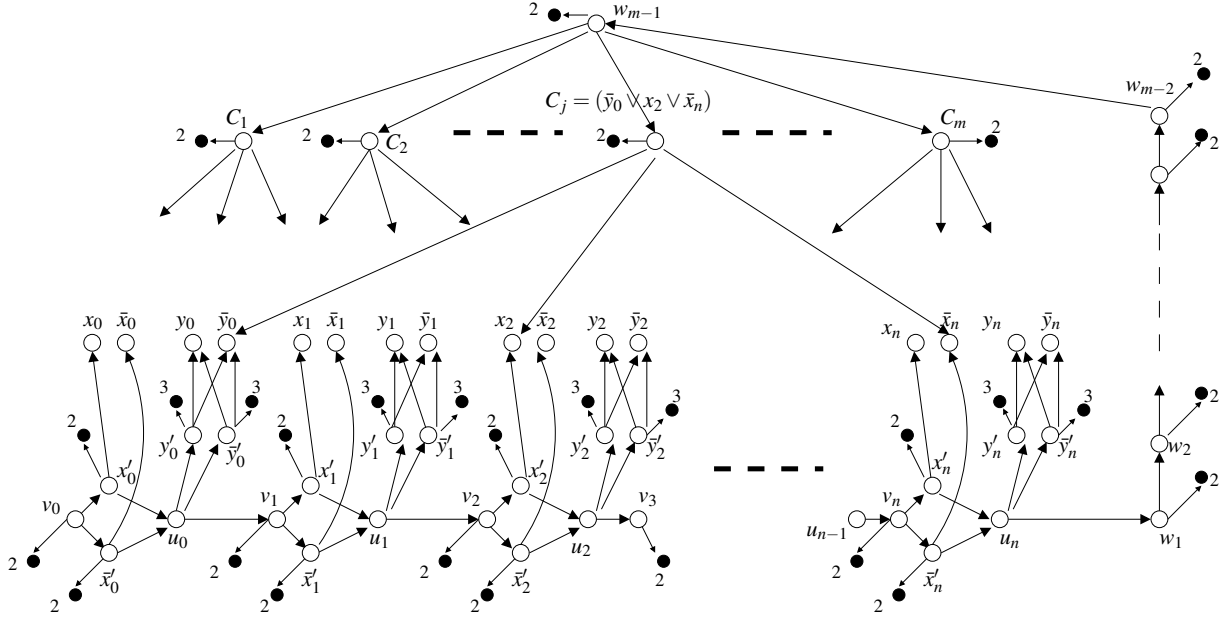 2 w_{m−1}
2
w_{m−2}
C_j = (ȳ_0 ∨ x_2 ∨ x̄_n)
C_1 C_m
2 2 C_2 2 2 2
x_0 x̄_0 y_0 ȳ_0 x_1 x̄_1 y_1 ȳ_1 x_2 x̄_2 y_2 ȳ_2 x_n x̄_n y_n ȳ_n
3 3 3 3 3 3 3 3 2
2 2 2 2
y′_0 ȳ′_0 y′_1 ȳ′_1 y′_2 ȳ′_2 y′_n ȳ′_n w_2
x′_0 x′_1 x′_2 x′_n 2
v_0 v_1 v_2 v_3 v_n
u_0 u_1 u_2 u_{n−1} u_n w_1
2 2 2 2 2
x̄′_0 x̄′_1 x̄′_2 x̄′_n
2 2 2 2